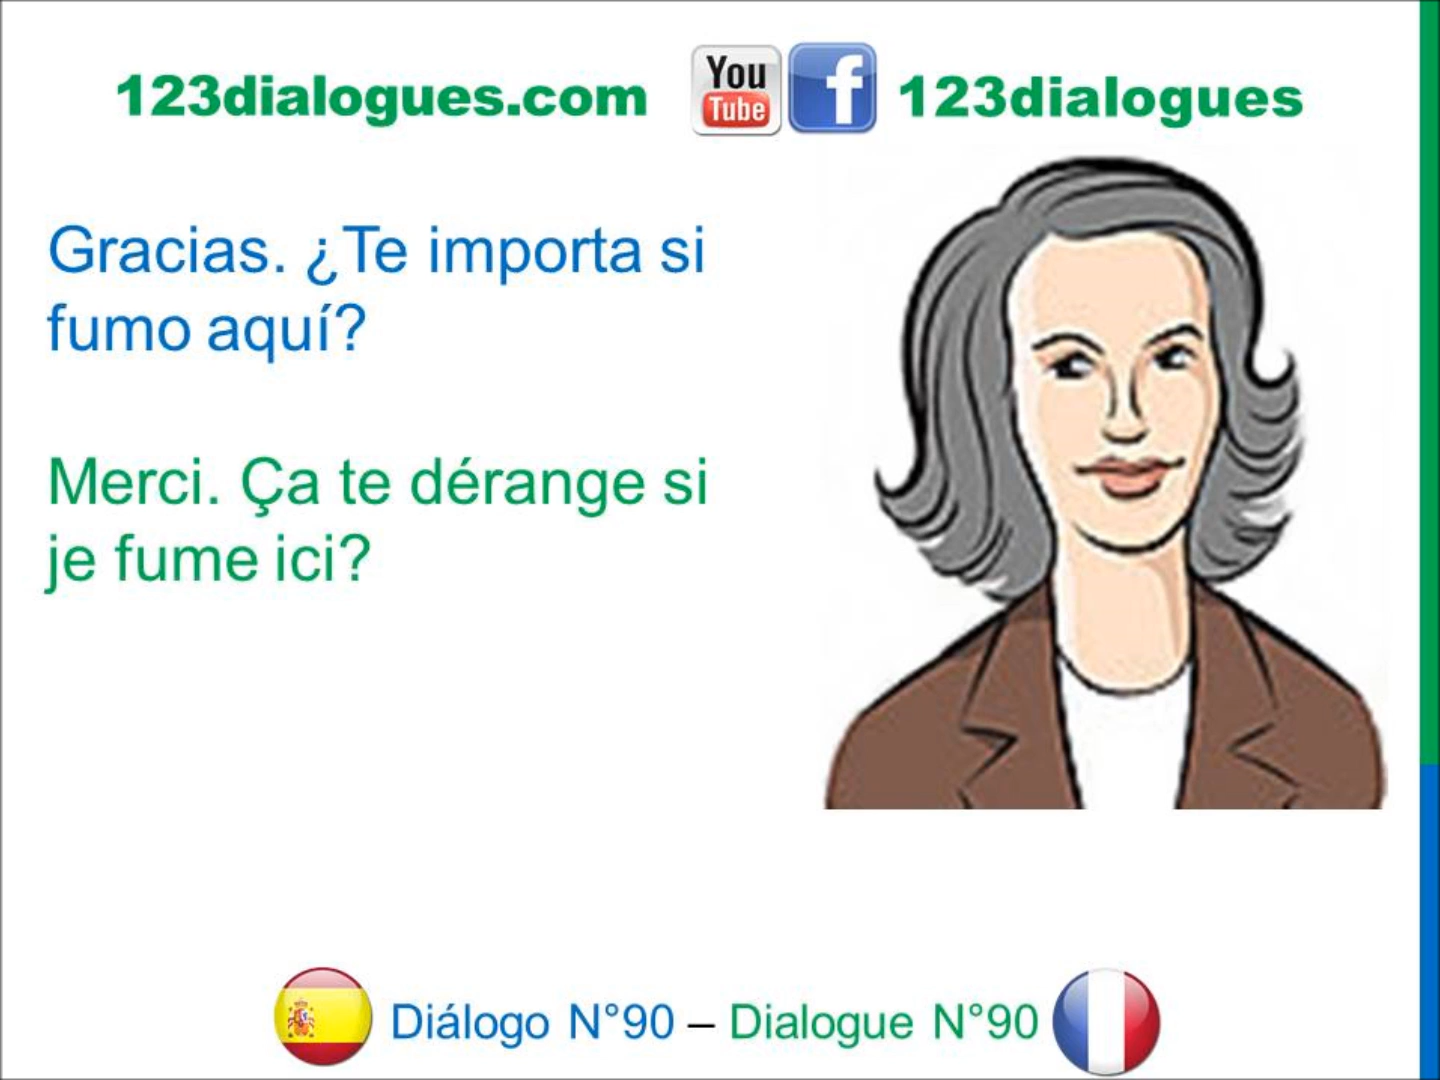 123dialogues.com
You
Tube
f
123dialogues
Gracias. ¿Te importa si
fumo aquí?
Merci. Ça te dérange si
je fume ici?
Diálogo N°90 – Dialogue N°90